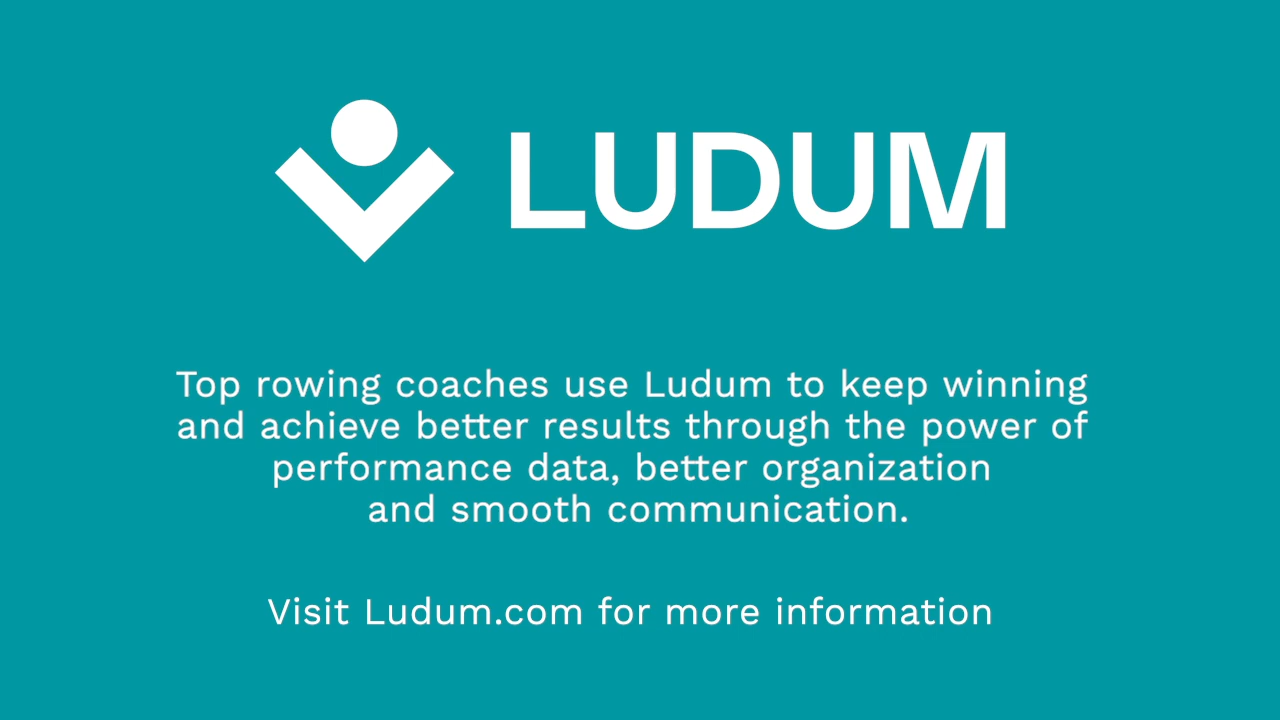 LUDUM
Top rowing coaches use Ludum to keep winning
and achieve better results through the power of
performance data, better organization
and smooth communication.
Visit Ludum.com for more information